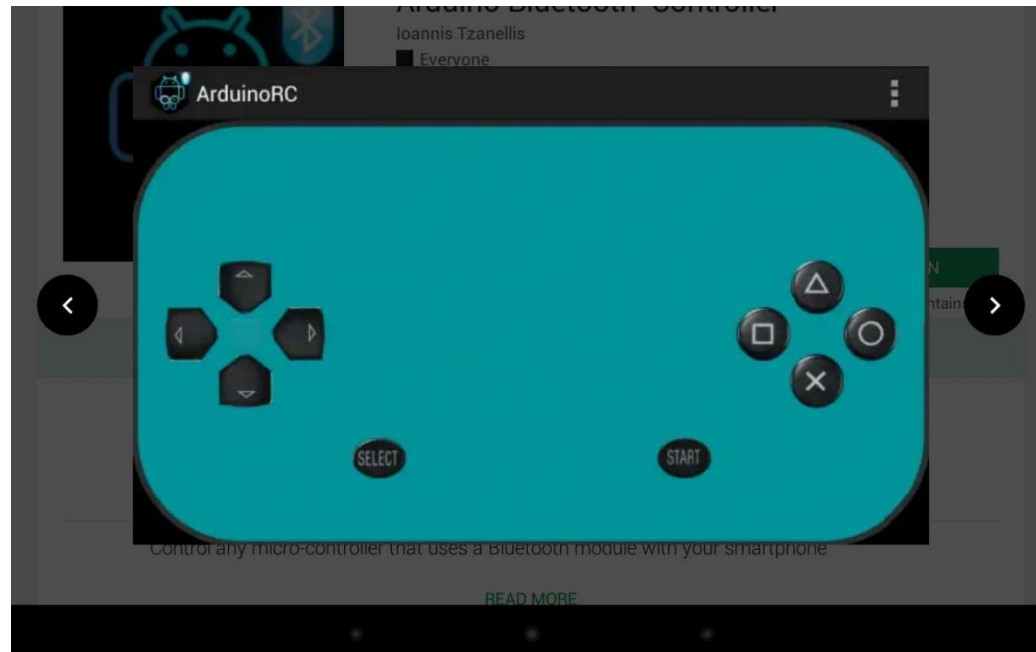 Arduino Bluetooth Controller
Ioannis Tzanellis
Everyone
ArduinoRC
N
ntains
SELECT
START
Control any micro-controller that uses a Bluetooth module with your smartphone
READ MORE